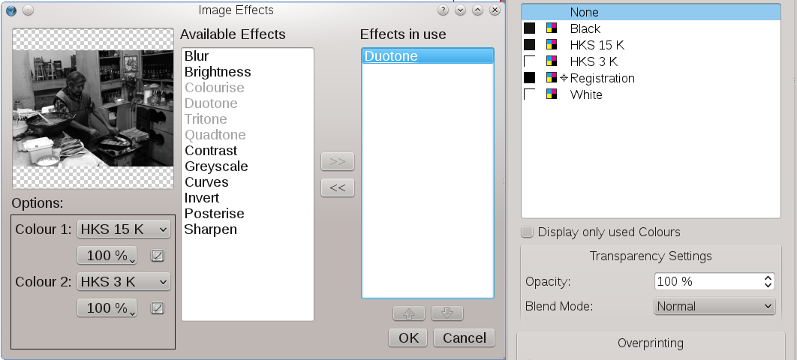 Image Effects
Available Effects
Effects in use
Blur
Brightness
Colourise
Duotone
Tritone
Quadtone
Contrast
Greyscale
Curves
Invert
Posterise
Sharpen
Duotone
>>
<<
Options:
Colour 1: HKS 15 K
100 %
Colour 2: HKS 3 K
100 %
OK
Cancel
None
Black
HKS 15 K
HKS 3 K
Registration
White
Display only used Colours
Transparency Settings
Opacity: 100 %
Blend Mode: Normal
Overprinting